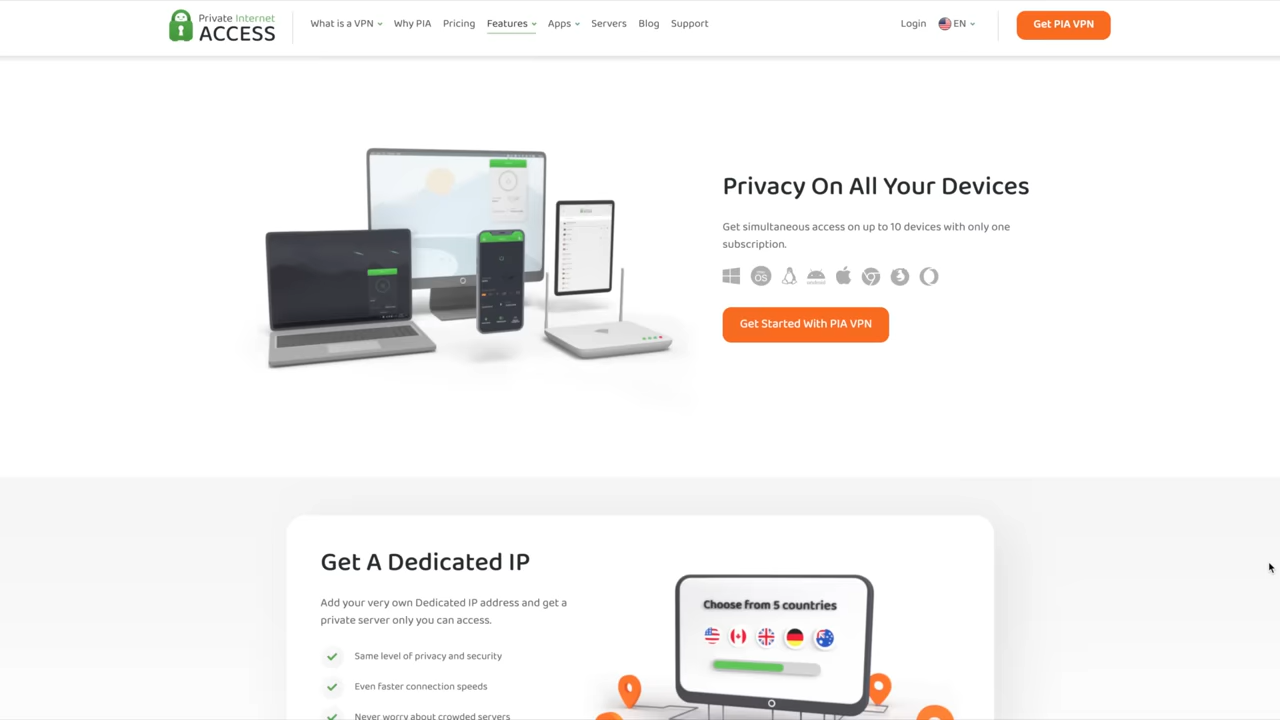 Private Internet
ACCESS
What is a VPN
Why PIA
Pricing
Features
Apps
Servers
Blog
Support
Login
EN
Get PIA VPN
Privacy On All Your Devices
Get simultaneous access on up to 10 devices with only one
subscription.
macOS
android
Get Started With PIA VPN
Get A Dedicated IP
Add your very own Dedicated IP address and get a
private server only you can access.
Same level of privacy and security
Even faster connection speeds
Never worry about crowded servers
Choose from 5 countries